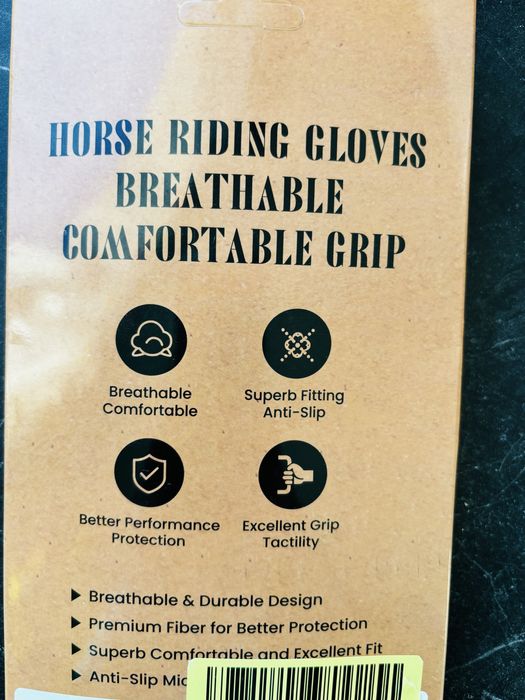 HORSE RIDING GLOVES
BREATHABLE
COMFORTABLE GRIP
Breathable
Comfortable
Superb Fitting
Anti-Slip
Better Performance
Protection
Excellent Grip
Tactility
Breathable & Durable Design
Premium Fiber for Better Protection
Superb Comfortable and Excellent Fit
Anti-Slip